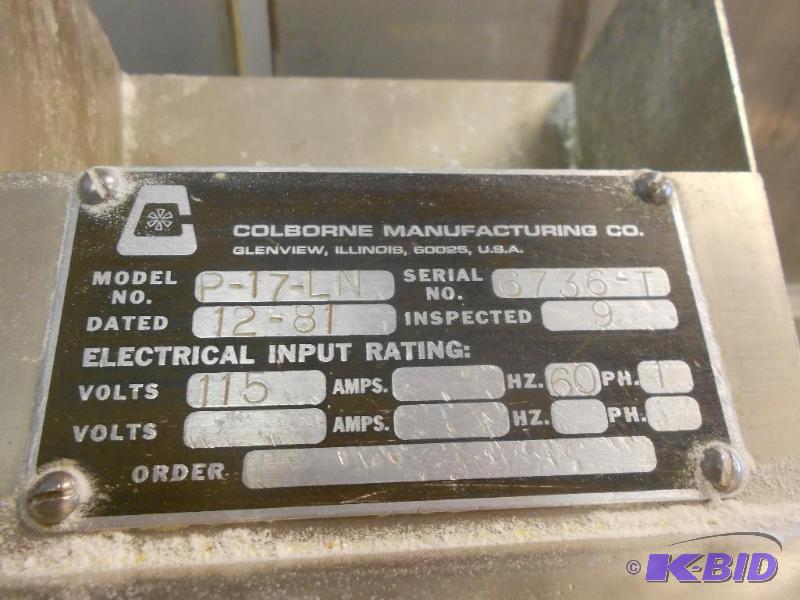 COLBORNE MANUFACTURING CO.
GLENVIEW, ILLINOIS, 60025, U.S.A.
MODEL NO. P-17-LN SERIAL NO. 6736-T
DATED 12-81 INSPECTED 9
ELECTRICAL INPUT RATING:
VOLTS 115 AMPS. HZ. 60 PH. 1
VOLTS AMPS. HZ. PH.
ORDER
© K-BID